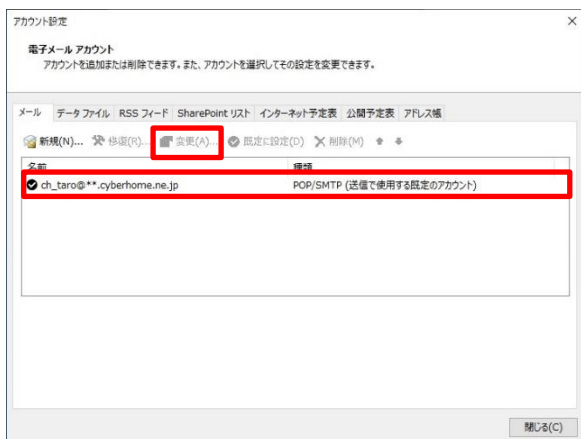 アカウント設定
電子メール アカウント
アカウントを追加または削除できます。また、アカウントを選択してその設定を変更できます。
メール データ ファイル RSS フィード SharePoint リスト インターネット予定表 公開予定表 アドレス帳
新規(N)... 修復(R)... 変更(A)... 既定に設定(D) 削除(M)
名前 種類
ch_taro@**.cyberhome.ne.jp POP/SMTP (送信で使用する既定のアカウント)
閉じる(C)